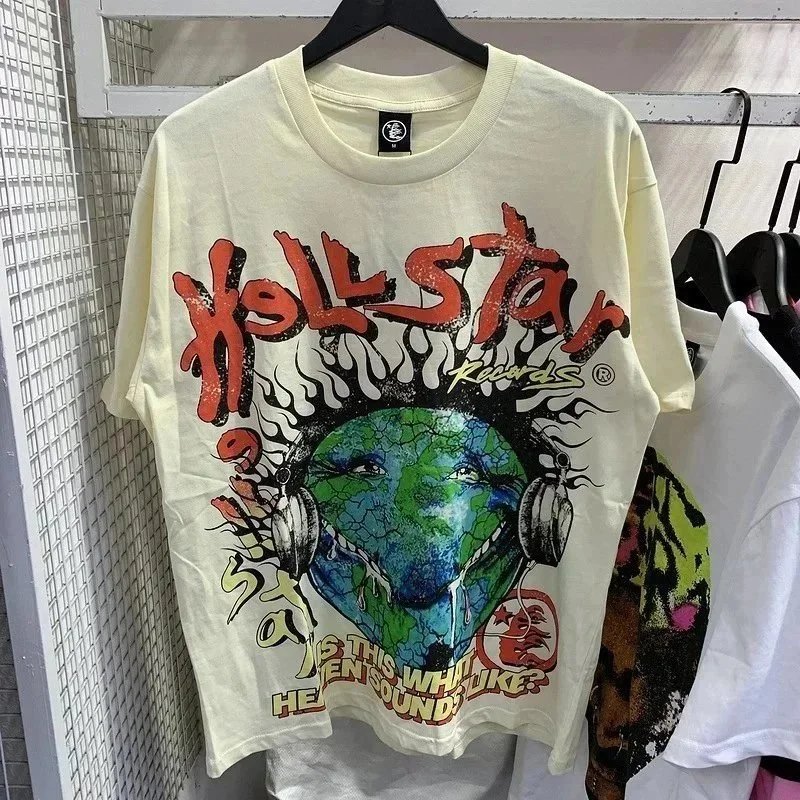 M
HeLLStar
Records ®
IS THIS WHAT
HEAVEN SOUNDS LIKE?